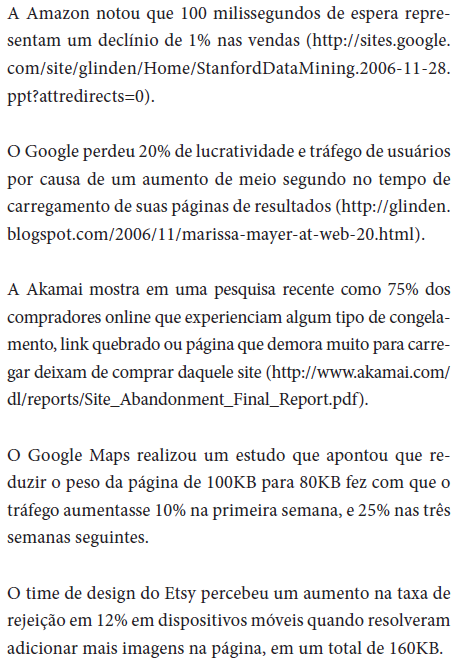 A Amazon notou que 100 milissegundos de espera repre-
sentam um declínio de 1% nas vendas (http://sites.google.
com/site/glinden/Home/StanfordDataMining.2006-11-28.
ppt?attredirects=0).
O Google perdeu 20% de lucratividade e tráfego de usuários
por causa de um aumento de meio segundo no tempo de
carregamento de suas páginas de resultados (http://glinden.
blogspot.com/2006/11/marissa-mayer-at-web-20.html).
A Akamai mostra em uma pesquisa recente como 75% dos
compradores online que experienciam algum tipo de congela-
mento, link quebrado ou página que demora muito para carre-
gar deixam de comprar daquele site (http://www.akamai.com/
dl/reports/Site_Abandonment_Final_Report.pdf).
O Google Maps realizou um estudo que apontou que re-
duzir o peso da página de 100KB para 80KB fez com que o
tráfego aumentasse 10% na primeira semana, e 25% nas três
semanas seguintes.
O time de design do Etsy percebeu um aumento na taxa de
rejeição em 12% em dispositivos móveis quando resolveram
adicionar mais imagens na página, em um total de 160KB.